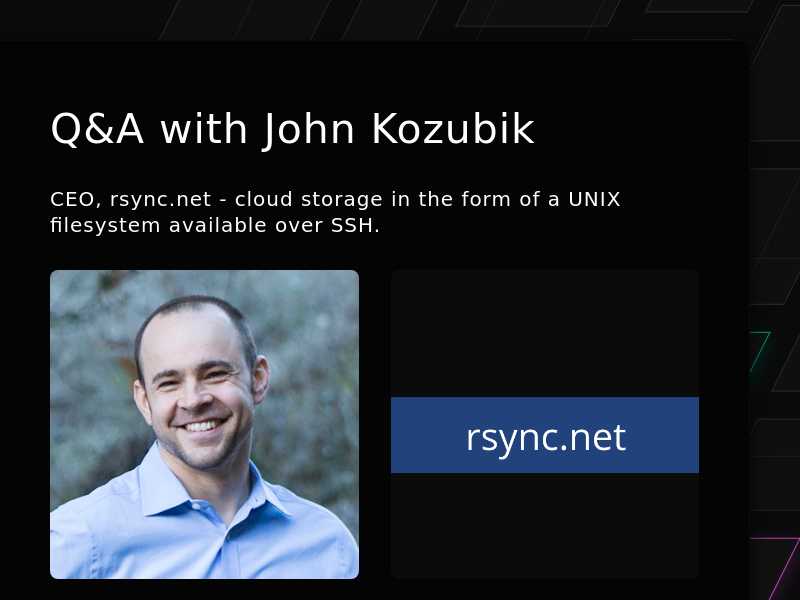 Q&A with John Kozubik
CEO, rsync.net - cloud storage in the form of a UNIX
filesystem available over SSH.
rsync.net